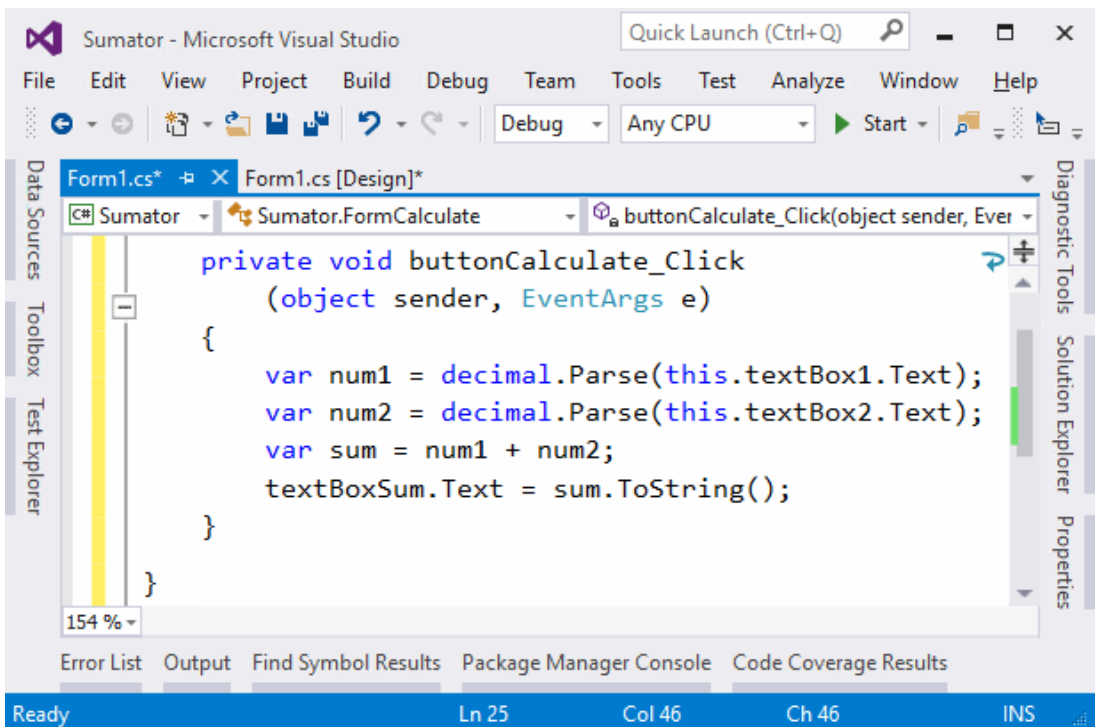 Sumator - Microsoft Visual Studio
Quick Launch (Ctrl+Q)
File Edit View Project Build Debug Team Tools Test Analyze Window Help
Debug Any CPU Start
Data Sources
Toolbox
Test Explorer
Form1.cs* Form1.cs [Design]*
C# Sumator Sumator.FormCalculate buttonCalculate_Click(object sender, Ever
private void buttonCalculate_Click
(object sender, EventArgs e)
{
var num1 = decimal.Parse(this.textBox1.Text);
var num2 = decimal.Parse(this.textBox2.Text);
var sum = num1 + num2;
textBoxSum.Text = sum.ToString();
}
}
154 %
Diagnostic Tools
Solution Explorer
Properties
Error List Output Find Symbol Results Package Manager Console Code Coverage Results
Ready Ln 25 Col 46 Ch 46 INS